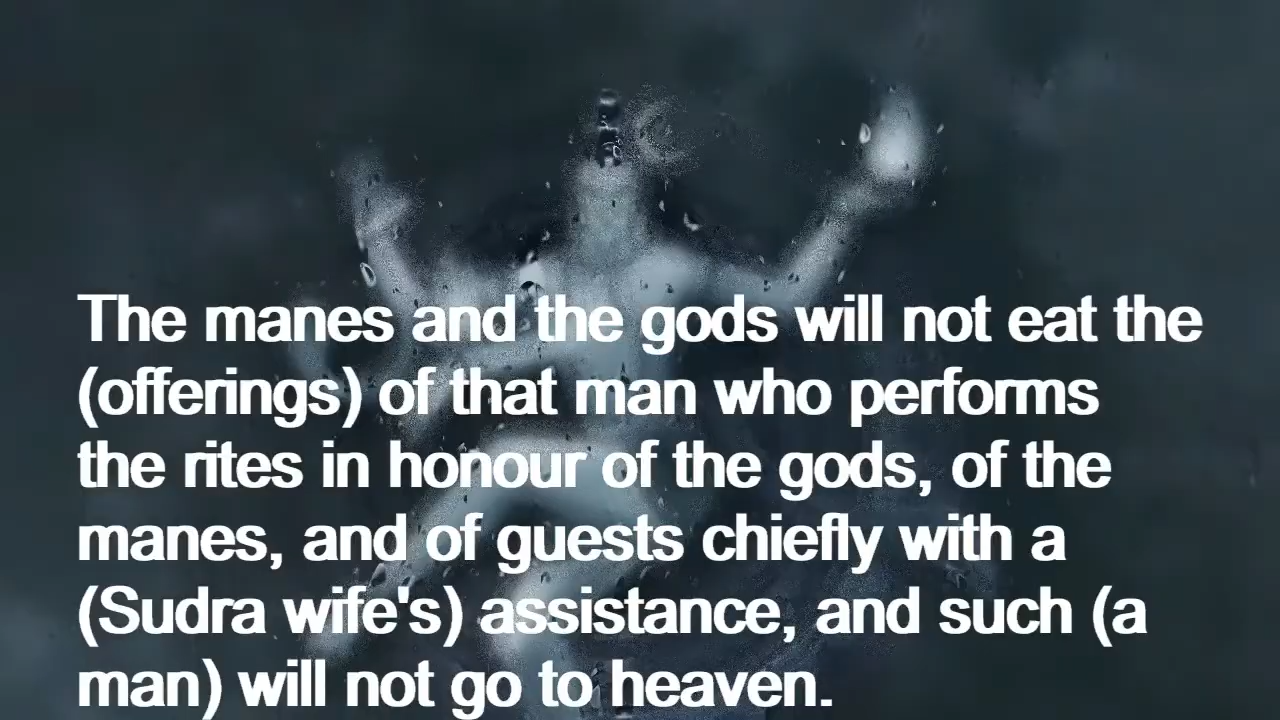 The manes and the gods will not eat the
(offerings) of that man who performs
the rites in honour of the gods, of the
manes, and of guests chiefly with a
(Sudra wife's) assistance, and such (a
man) will not go to heaven.